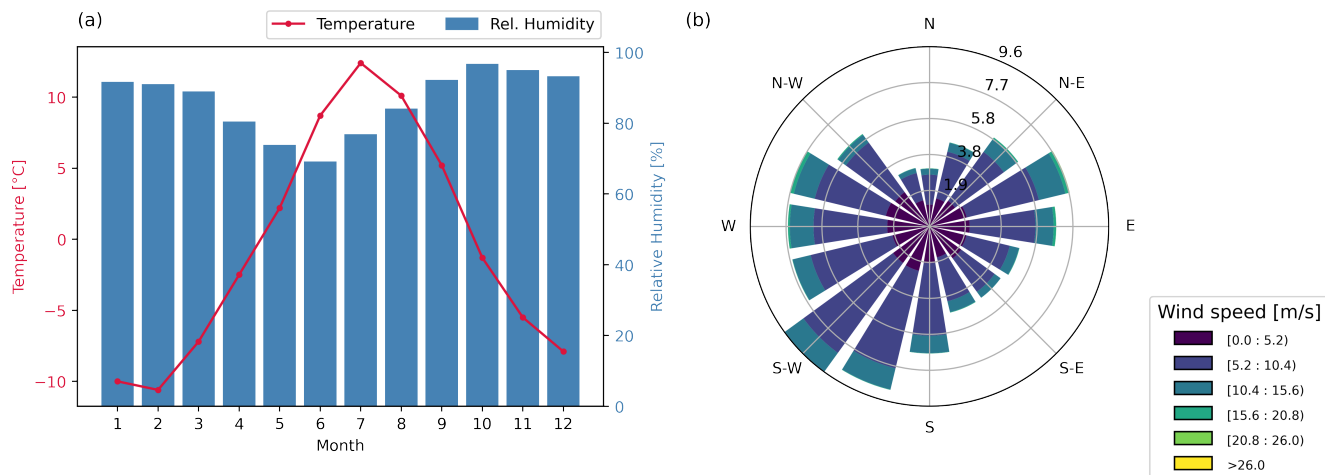 (a)
Temperature
Rel. Humidity
Temperature [°C]
10
5
0
−5
−10
100
80
60
40
20
0
Relative Humidity [%]
1 2 3 4 5 6 7 8 9 10 11 12
Month
(b)
N
N-E
E
S-E
S
S-W
W
N-W
9.6
7.7
5.8
3.8
1.9
Wind speed [m/s]
[0.0 : 5.2)
[5.2 : 10.4)
[10.4 : 15.6)
[15.6 : 20.8)
[20.8 : 26.0)
>26.0